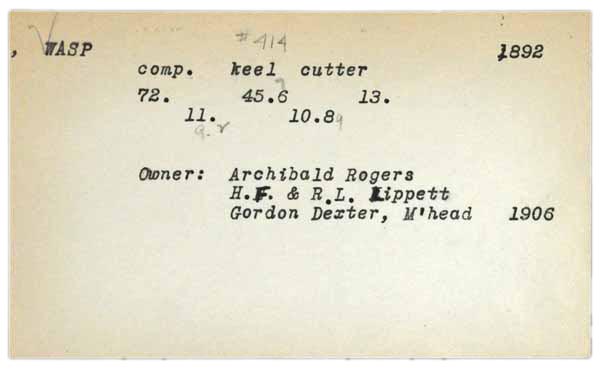 , WASP #414 1892
comp. keel cutter
72. 45.6 13.
11. 10.8
Owner: Archibald Rogers
H.F. & R.L. Lippett
Gordon Dexter, M'head 1906